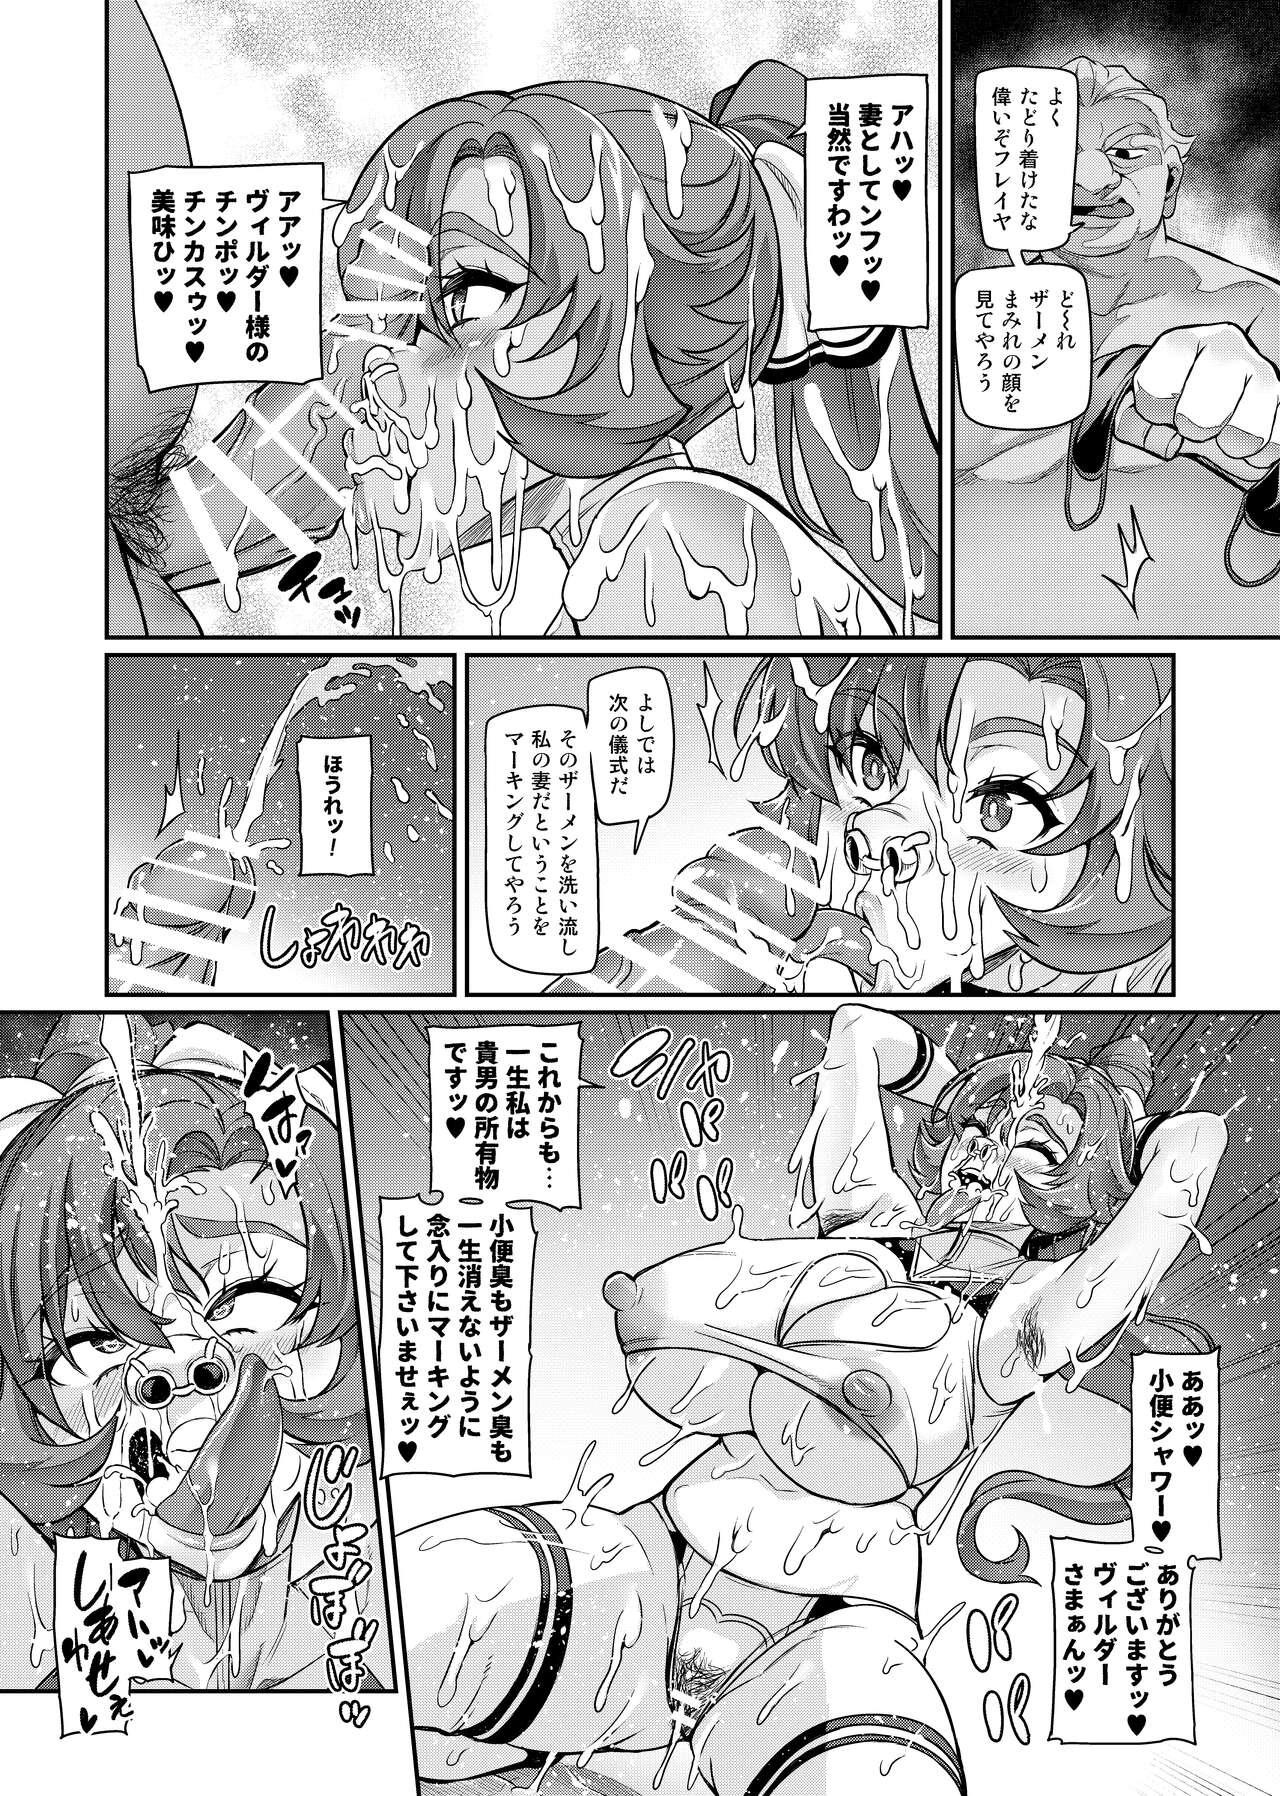 よく
たどり着けたな
偉いぞフレイヤ
ど～れ
ザーメン
まみれの顔を
見てやろう
アハッ♥
妻としてンフッ♥
当然ですわッ♥
アアッ♥
ヴィルダー様の
チンポッ♥
チンカスゥッ♥
美味ひッ♥
チュッ
よしでは
次の儀式だ
そのザーメンを洗い流し
私の妻だということを
マーキングしてやろう
ほうれッ！
しょわわわ
ああッ♥
小便シャワー♥
ありがとう
ございますッ♥
ヴィルダー
さまぁんッ♥
これからも…
一生私は
貴男の所有物
ですッ♥
小便臭もザーメン臭も
一生消えないように
念入りにマーキング
して下さいませぇッ♥
んはーッ♥
じょぼぼぼ
アハッ
しあわせぇ♥